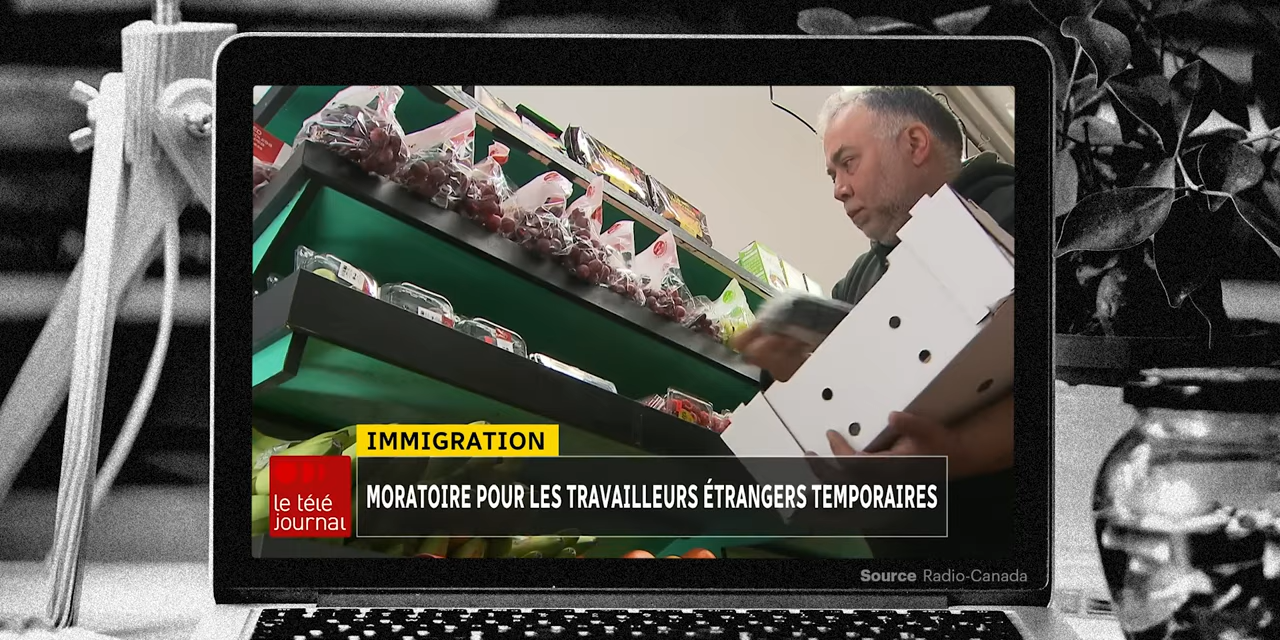 IMMIGRATION
le télé
journal
MORATOIRE POUR LES TRAVAILLEURS ÉTRANGERS TEMPORAIRES
Source Radio-Canada